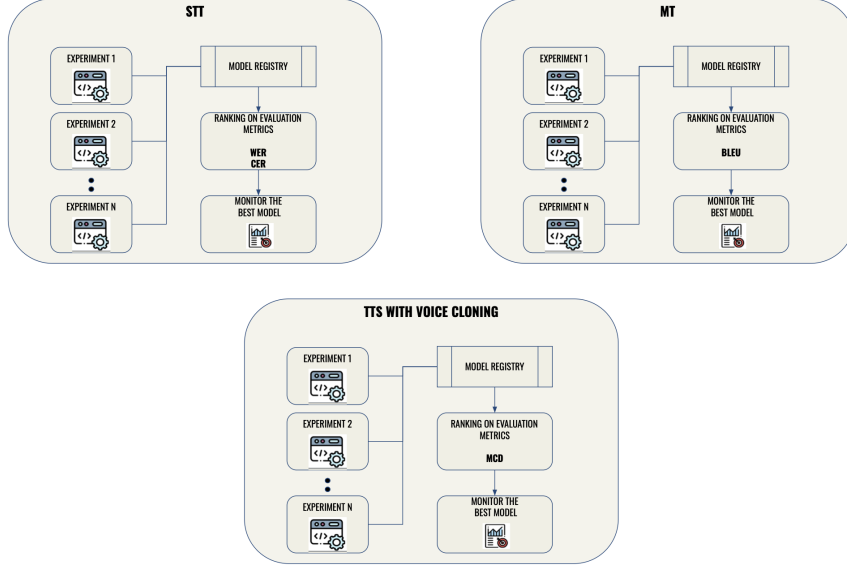 STT
EXPERIMENT 1
EXPERIMENT 2
EXPERIMENT N
MODEL REGISTRY
RANKING ON EVALUATION
METRICS
WER
CER
MONITOR THE
BEST MODEL
MT
EXPERIMENT 1
EXPERIMENT 2
EXPERIMENT N
MODEL REGISTRY
RANKING ON EVALUATION
METRICS
BLEU
MONITOR THE
BEST MODEL
TTS WITH VOICE CLONING
EXPERIMENT 1
EXPERIMENT 2
EXPERIMENT N
MODEL REGISTRY
RANKING ON EVALUATION
METRICS
MCD
MONITOR THE
BEST MODEL